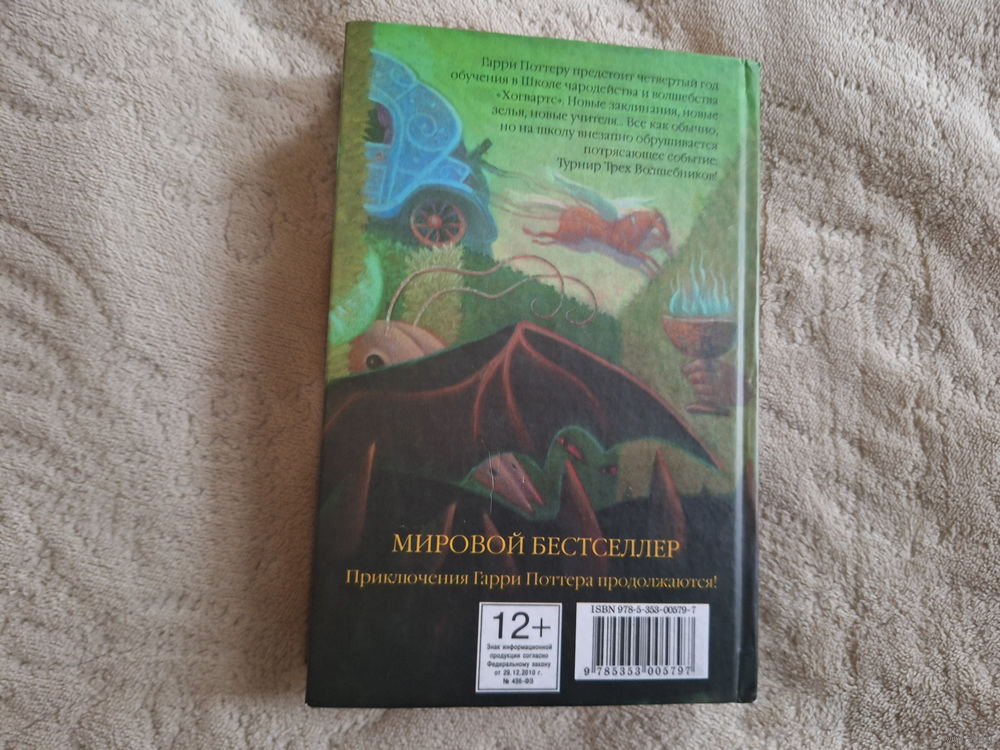 Гарри Поттеру предстоит четвертый год
обучения в Школе чародейства и волшебства
«Хогвартс». Новые заклинания, новые
зелья, новые учителя... Все как обычно,
но на школу внезапно обрушивается
потрясающее событие:
Турнир Трех Волшебников!
МИРОВОЙ БЕСТСЕЛЛЕР
Приключения Гарри Поттера продолжаются!
12+
Знак информационной
продукции согласно
Федеральному закону
от 29.12.2010 г.
№ 436-ФЗ
ISBN 978-5-353-00579-7
9 785353 005797